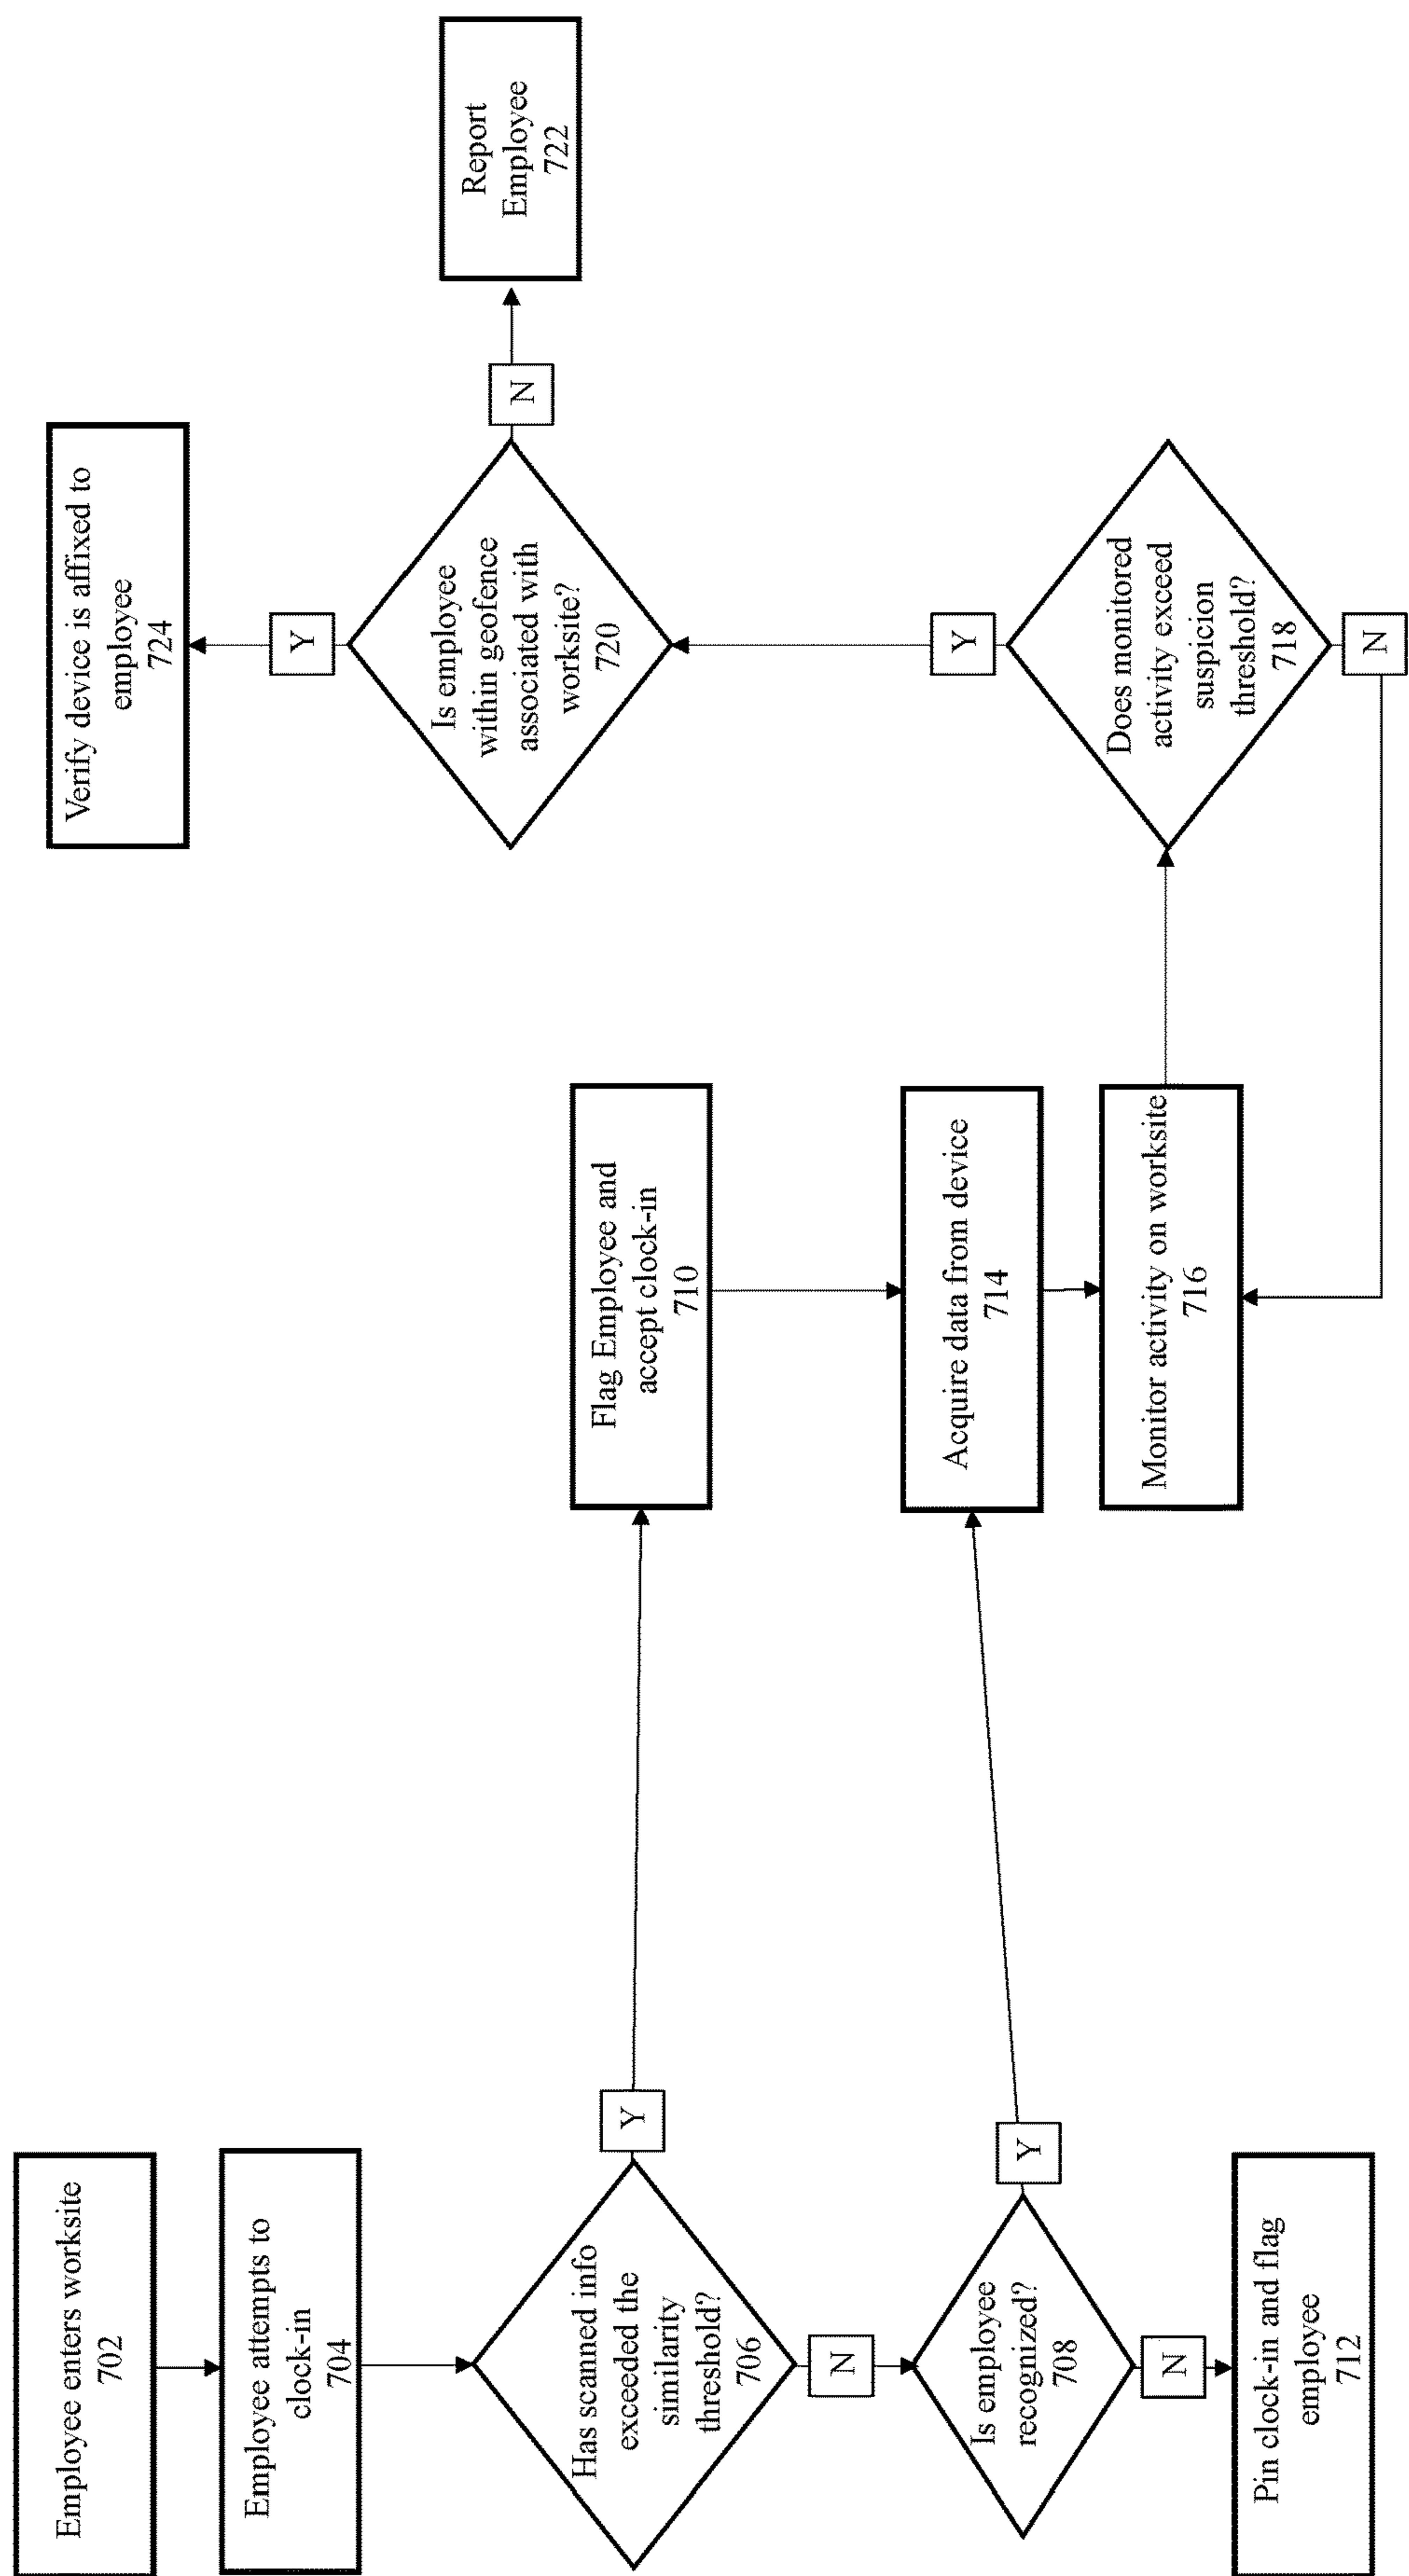 Employee enters worksite
702
Employee attempts to
clock-in
704
Has scanned info
exceeded the
similarity
threshold?
706
Y
N
Is employee
recognized?
708
Y
N
Pin clock-in and flag
employee
712
Flag Employee and
accept clock-in
710
Acquire data from device
714
Monitor activity on worksite
716
Does monitored
activity exceed
suspicion
threshold?
718
Y
N
Is employee
within geofence
associated with
worksite?
720
Y
N
Verify device is affixed to
employee
724
Report
Employee
722